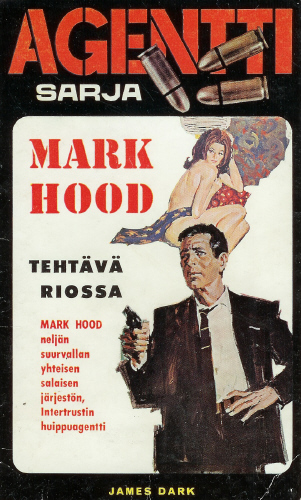 AGENTTI
SARJA
MARK
HOOD
TEHTÄVÄ
RIOSSA
MARK HOOD
neljän
suurvallan
yhteisen
salaisen
järjestön,
Intertrustin
huippuagentti
JAMES DARK